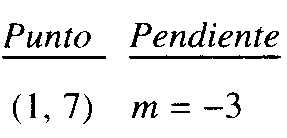 Punto Pendiente
(1, 7) m = −3